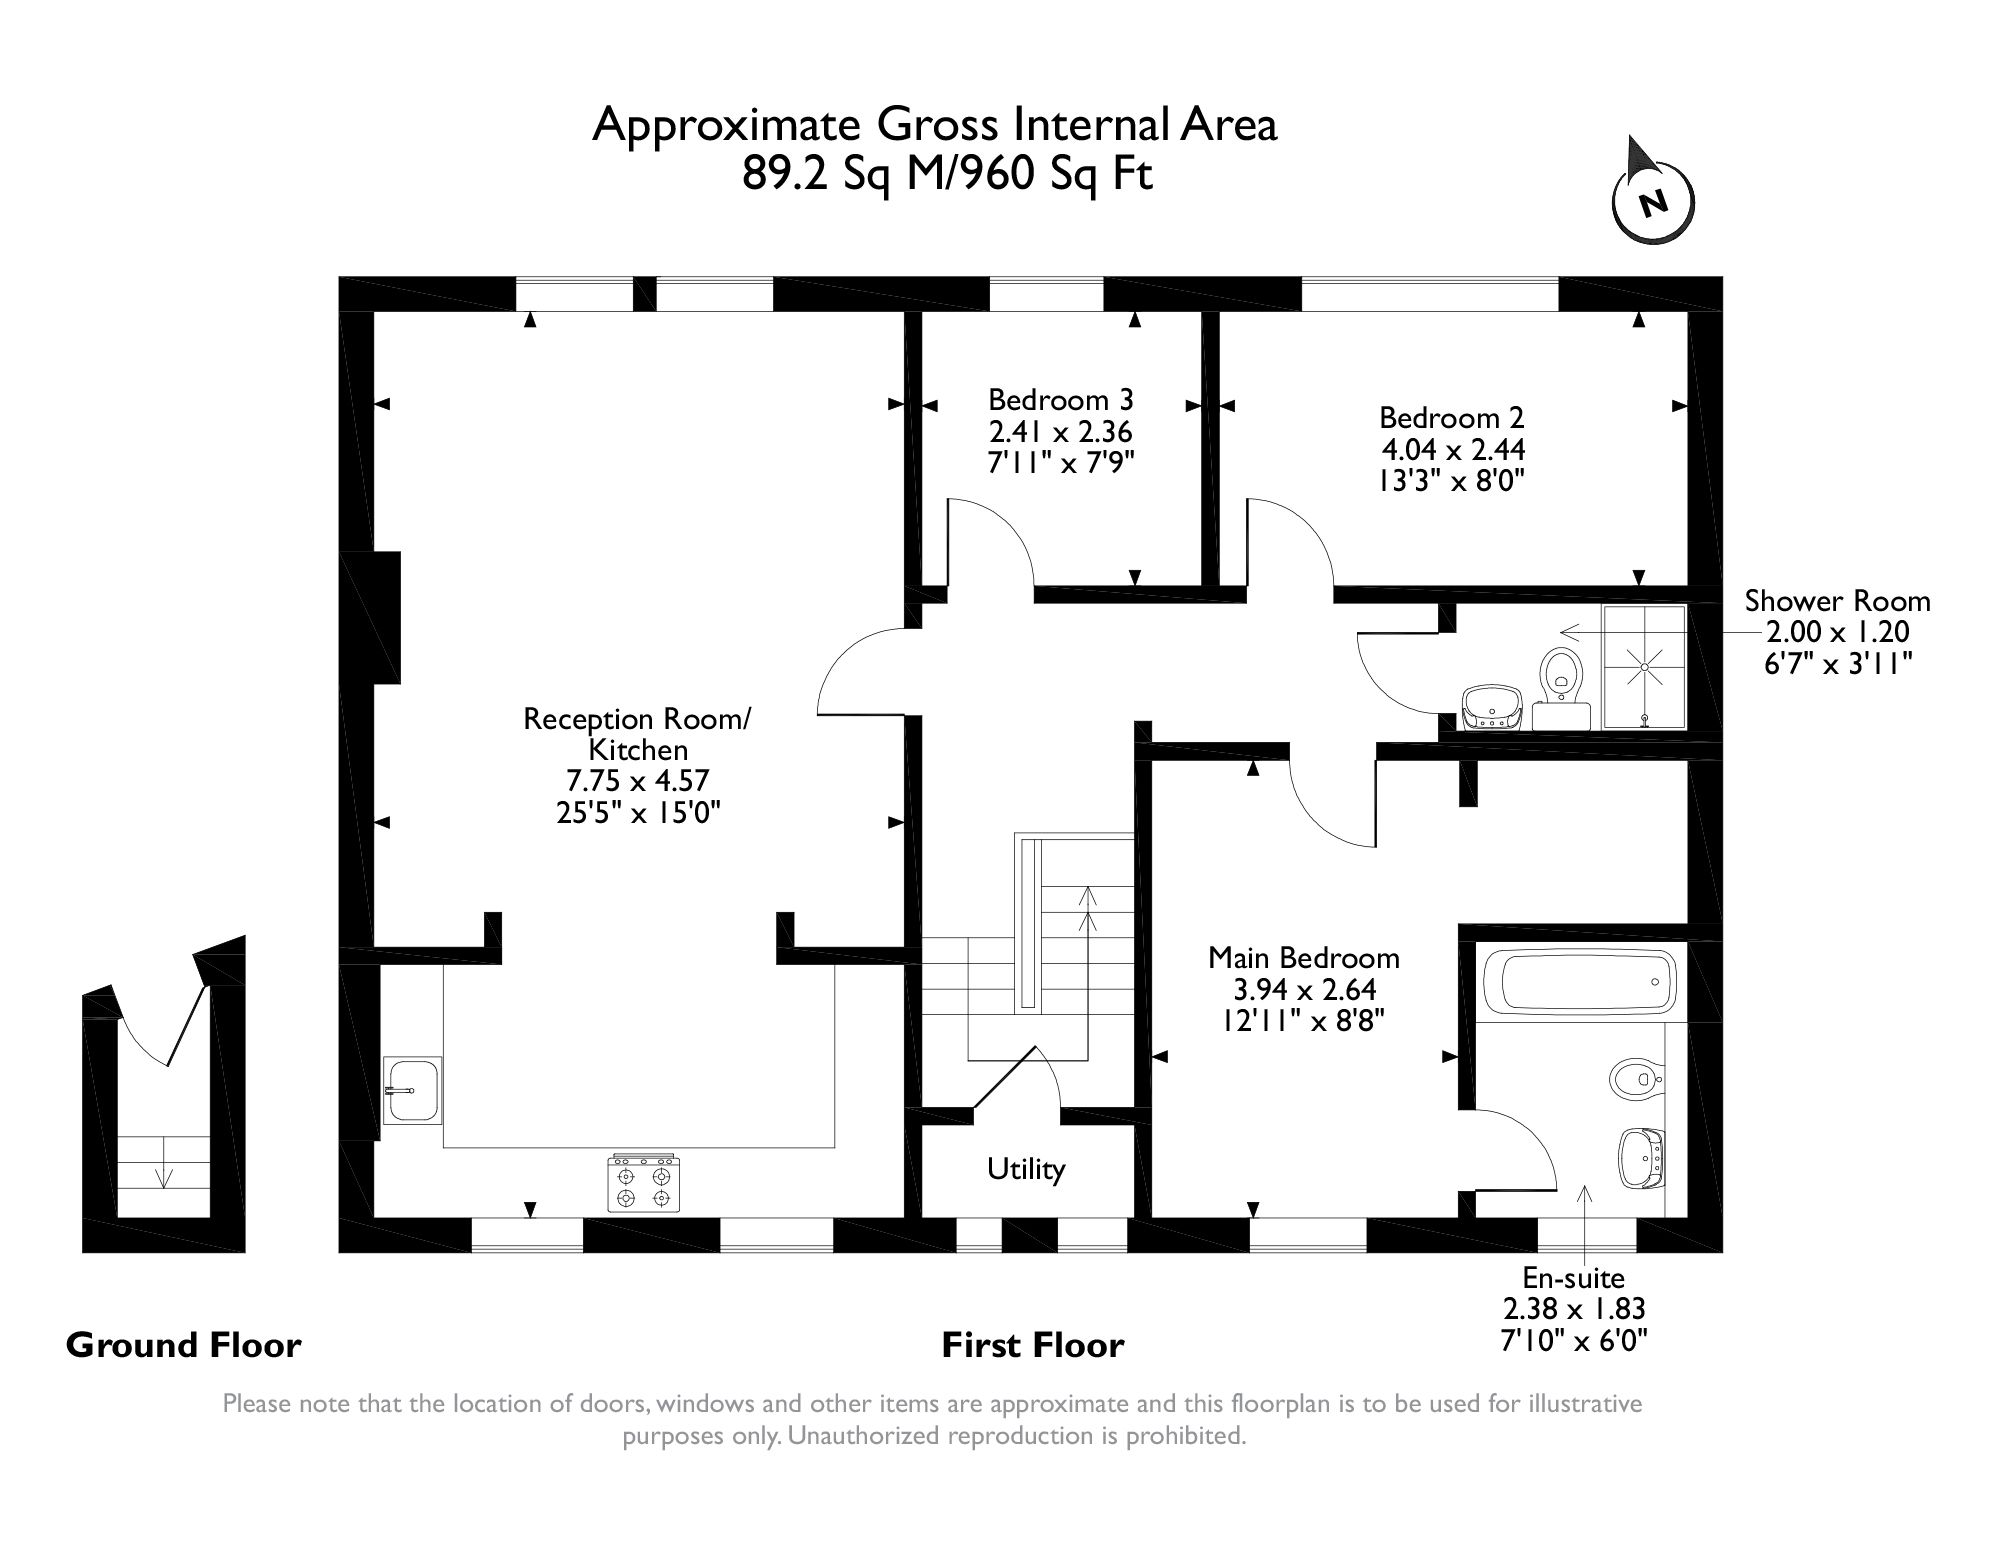 Approximate Gross Internal Area
89.2 Sq M/960 Sq Ft
N
Bedroom 3
2.41 x 2.36
7'11" x 7'9"
Bedroom 2
4.04 x 2.44
13'3" x 8'0"
Shower Room
2.00 x 1.20
6'7" x 3'11"
Reception Room/
Kitchen
7.75 x 4.57
25'5" x 15'0"
Main Bedroom
3.94 x 2.64
12'11" x 8'8"
Utility
En-suite
2.38 x 1.83
7'10" x 6'0"
Ground Floor
First Floor
Please note that the location of doors, windows and other items are approximate and this floorplan is to be used for illustrative
purposes only. Unauthorized reproduction is prohibited.